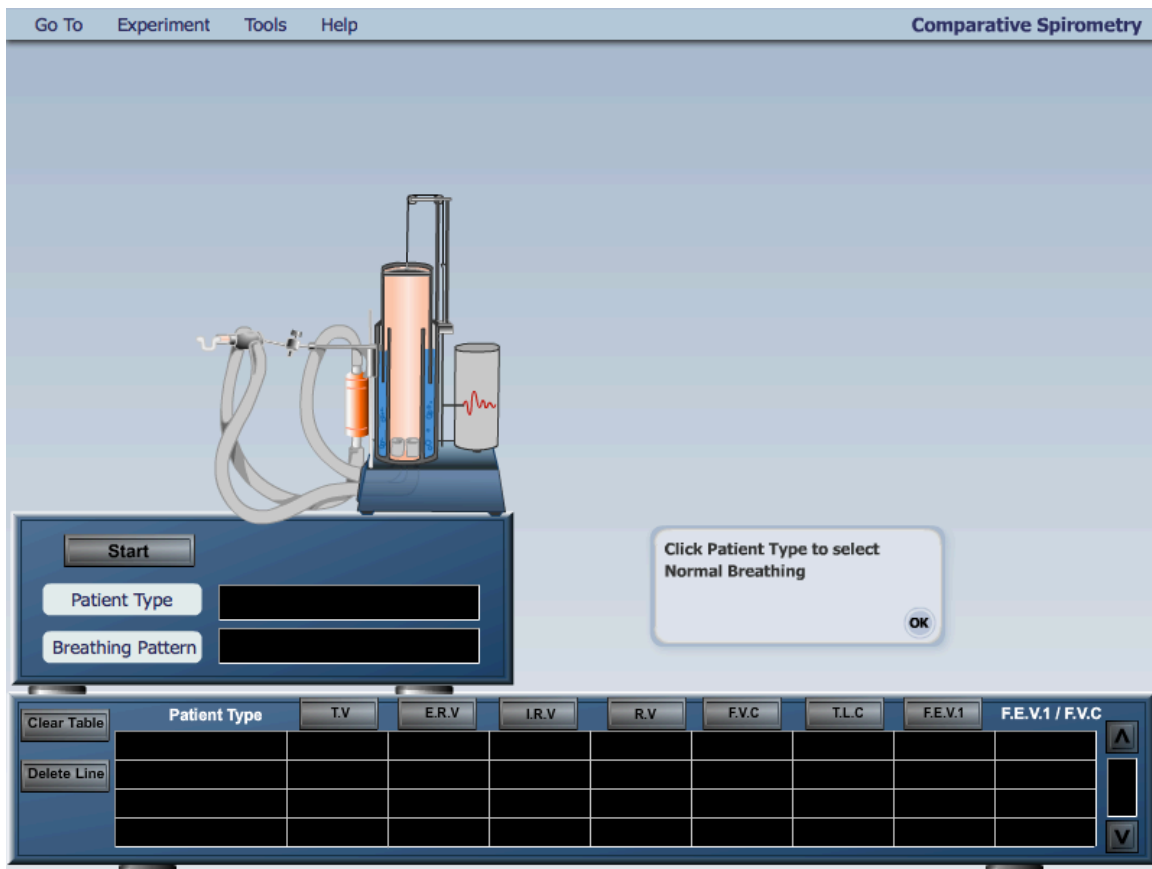 Go To Experiment Tools Help Comparative Spirometry
Start
Patient Type
Breathing Pattern
Click Patient Type to select
Normal Breathing
OK
Clear Table Patient Type T.V E.R.V I.R.V R.V F.V.C T.L.C F.E.V.1 F.E.V.1 / F.V.C
Delete Line